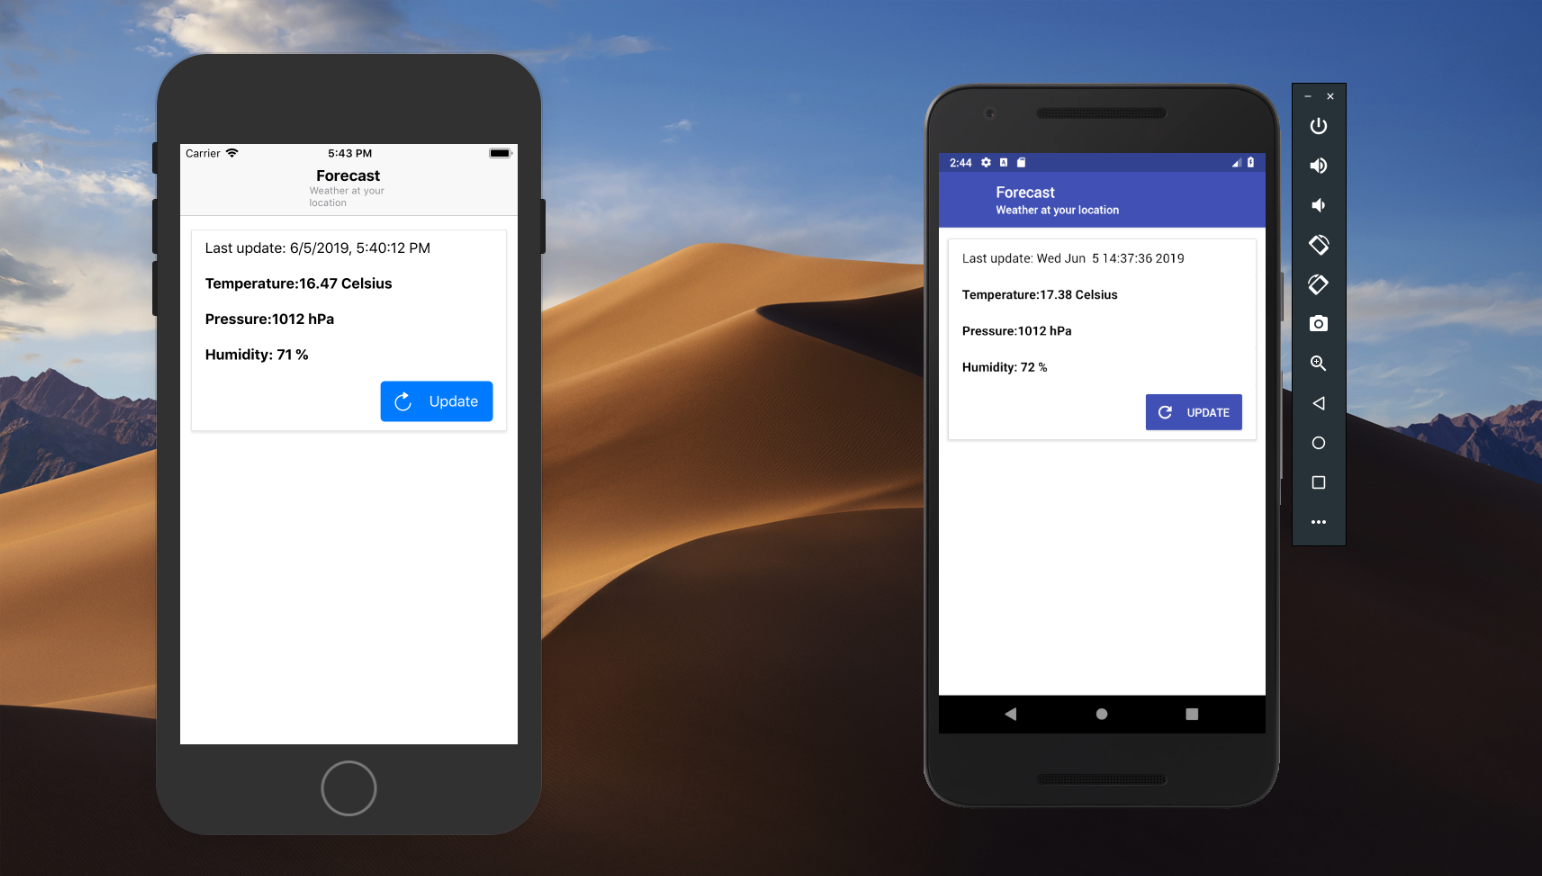 Carrier
5:43 PM
Forecast
Weather at your
location
Last update: 6/5/2019, 5:40:12 PM
Temperature:16.47 Celsius
Pressure:1012 hPa
Humidity: 71 %
Update
2:44
Forecast
Weather at your location
Last update: Wed Jun  5 14:37:36 2019
Temperature:17.38 Celsius
Pressure:1012 hPa
Humidity: 72 %
UPDATE